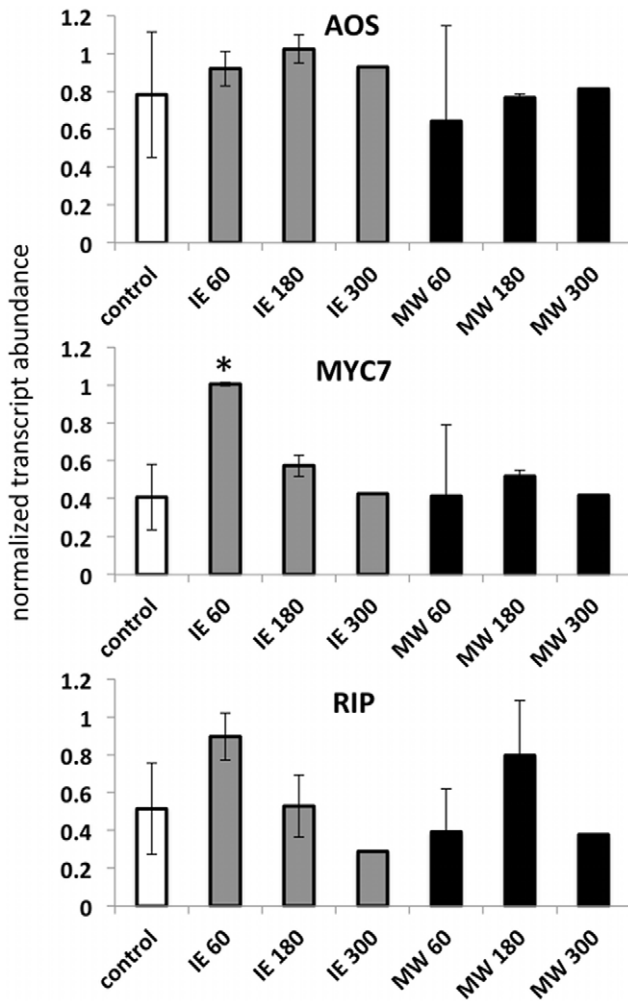 normalized transcript abundance
AOS
1.2
1
0.8
0.6
0.4
0.2
0
control
IE 60
IE 180
IE 300
MW 60
MW 180
MW 300
MYC7
*
1.2
1
0.8
0.6
0.4
0.2
0
control
IE 60
IE 180
IE 300
MW 60
MW 180
MW 300
RIP
1.2
1
0.8
0.6
0.4
0.2
0
control
IE 60
IE 180
IE 300
MW 60
MW 180
MW 300